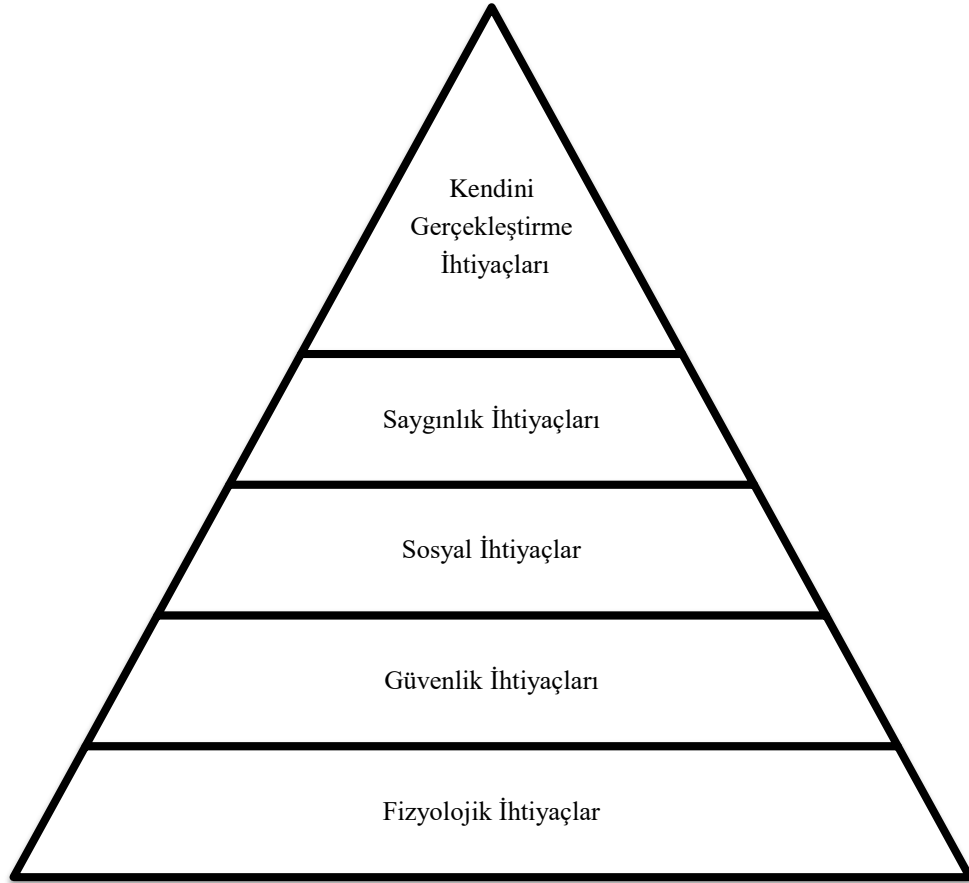 Kendini
Gerçekleştirme
İhtiyaçları
Saygınlık İhtiyaçları
Sosyal İhtiyaçlar
Güvenlik İhtiyaçları
Fizyolojik İhtiyaçlar